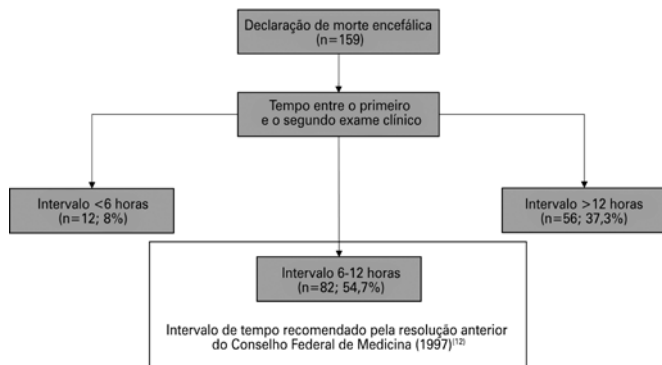 Declaração de morte encefálica
(n=159)
Tempo entre o primeiro
e o segundo exame clínico
Intervalo <6 horas
(n=12; 8%)
Intervalo >12 horas
(n=56; 37,3%)
Intervalo 6-12 horas
(n=82; 54,7%)
Intervalo de tempo recomendado pela resolução anterior
do Conselho Federal de Medicina (1997)(12)